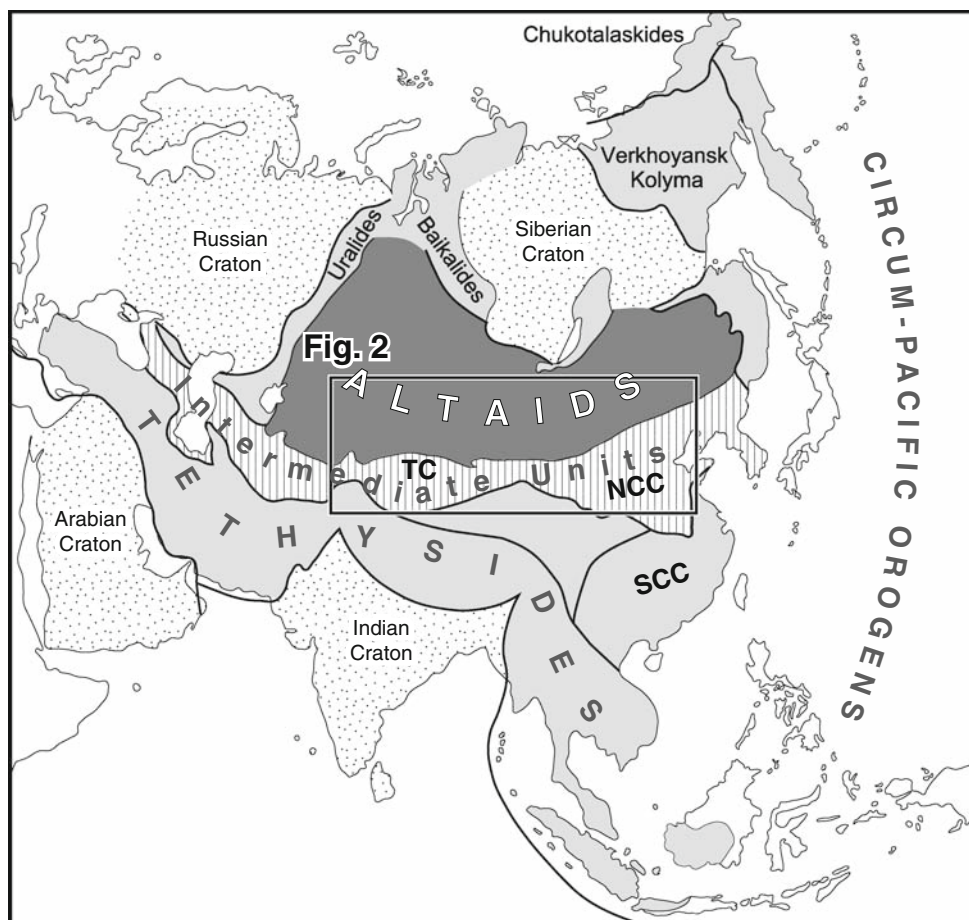 Chukotalaskides
Verkhoyansk
Kolyma
Russian
Craton
Uralides
Baikalides
Siberian
Craton
CIRCUM-PACIFIC OROGENS
Fig. 2
ALTAIDS
Intermediate Units
TC
NCC
TETHYSIDES
Arabian
Craton
SCC
Indian
Craton